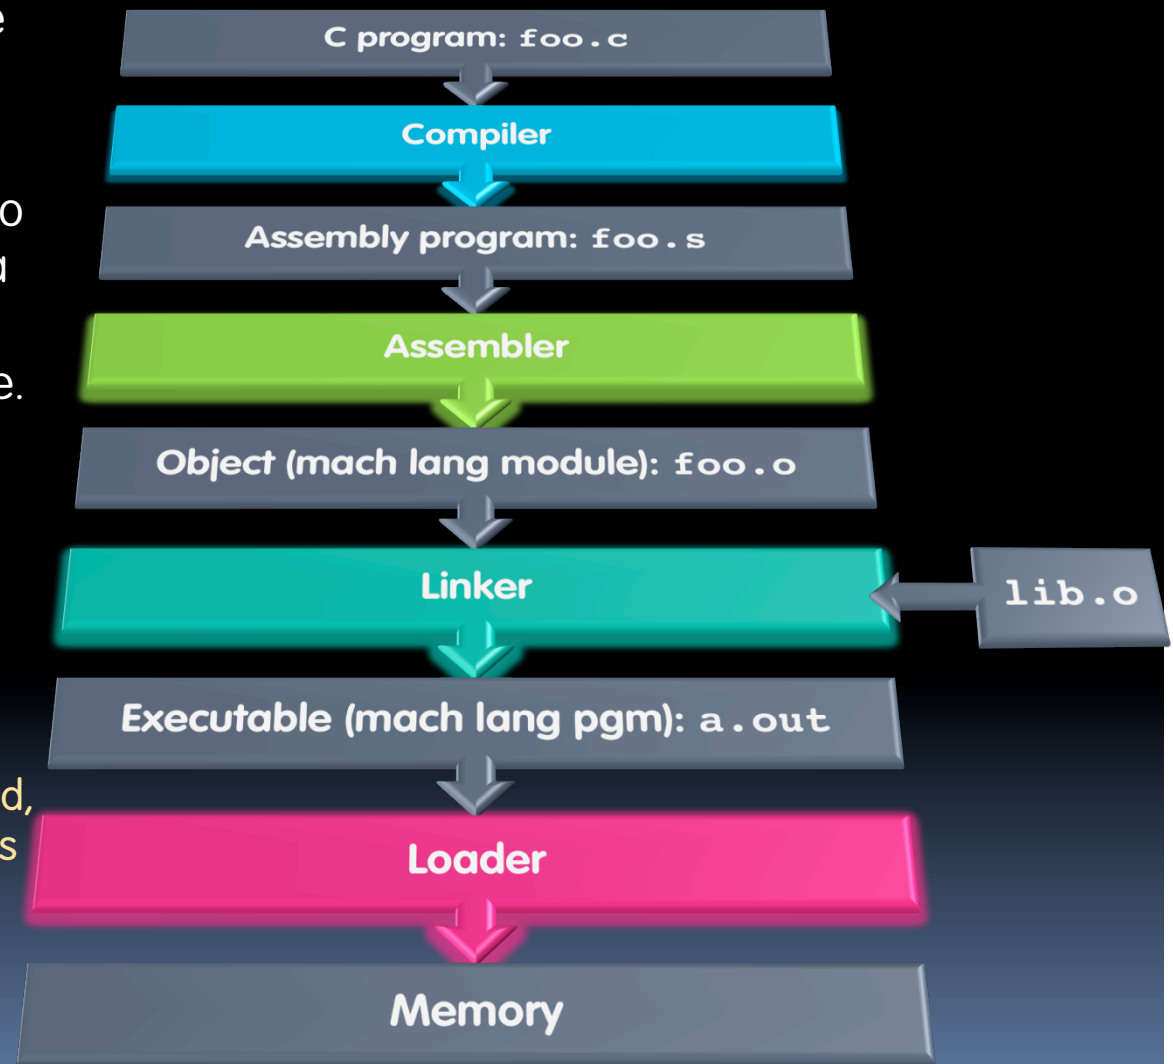 C program: foo.c
Compiler
o
Assembly program: foo.s
a
Assembler
e.
Object (mach lang module): foo.o
Linker
lib.o
Executable (mach lang pgm): a.out
d,
s
Loader
Memory